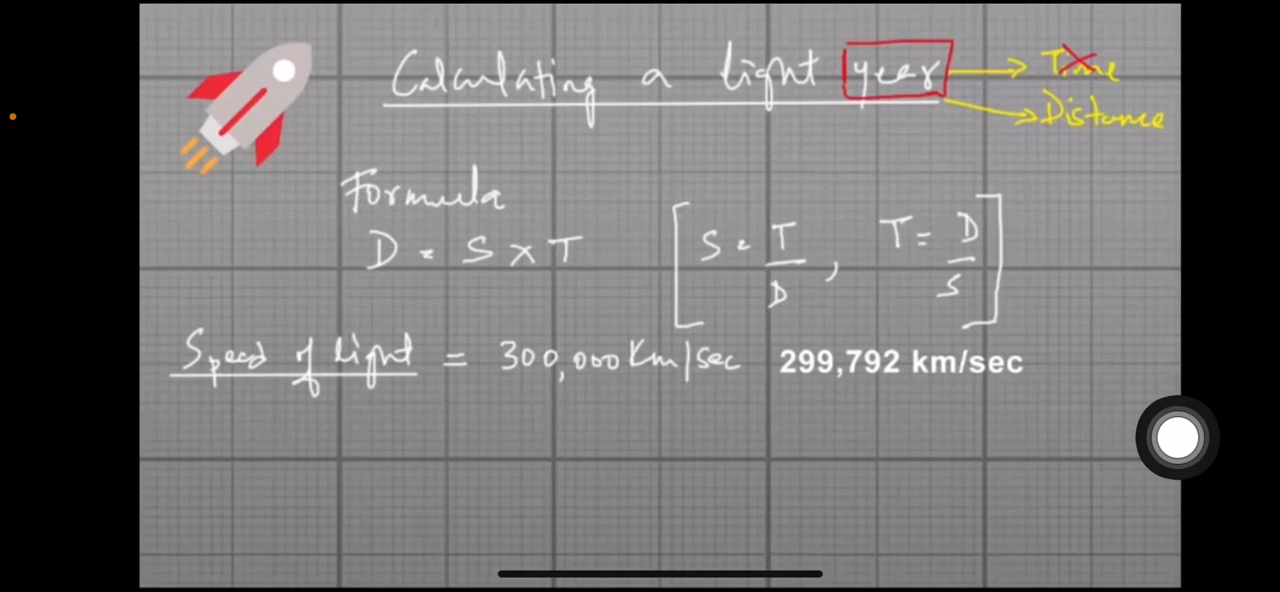 Calculating a light year → Time
→ Distance
Formula
D = S × T [S = T/D, T = D/S]
Speed of light = 300,000 Km/sec 299,792 km/sec